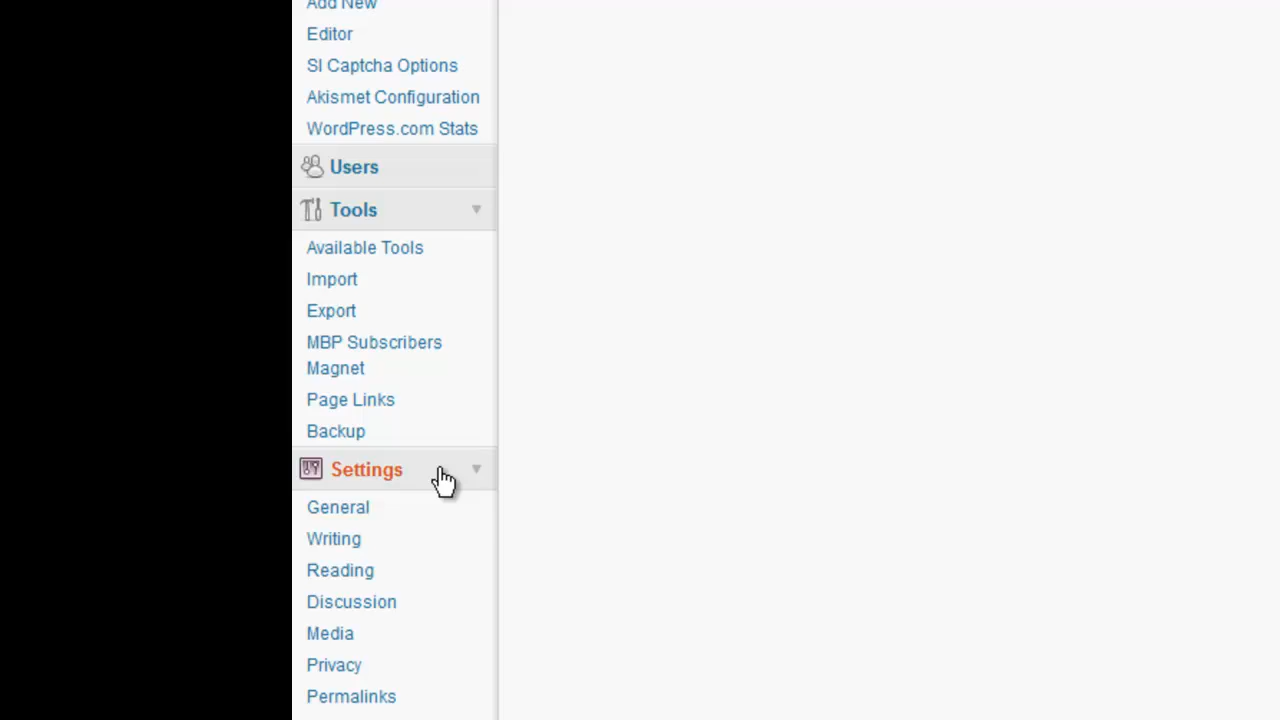 Add New
Editor
SI Captcha Options
Akismet Configuration
WordPress.com Stats
Users
Tools
Available Tools
Import
Export
MBP Subscribers
Magnet
Page Links
Backup
Settings
General
Writing
Reading
Discussion
Media
Privacy
Permalinks